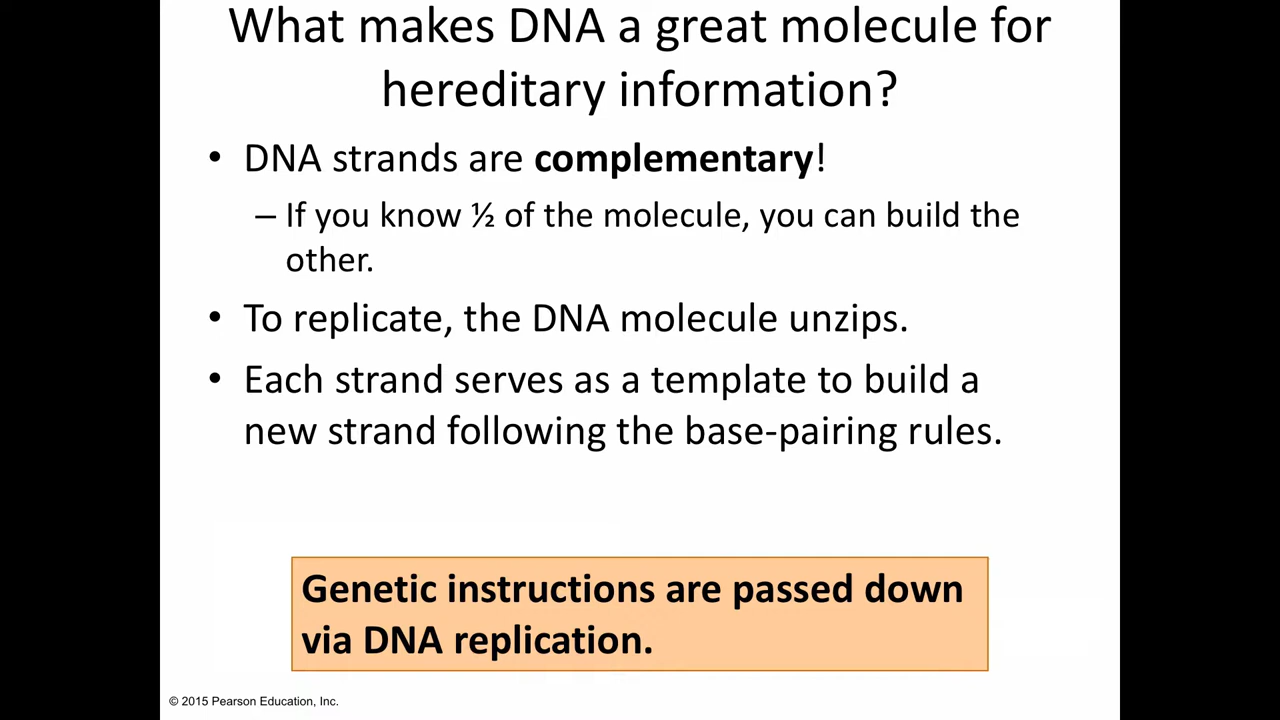 What makes DNA a great molecule for
hereditary information?
• DNA strands are complementary!
– If you know ½ of the molecule, you can build the
other.
• To replicate, the DNA molecule unzips.
• Each strand serves as a template to build a
new strand following the base-pairing rules.
Genetic instructions are passed down
via DNA replication.
© 2015 Pearson Education, Inc.